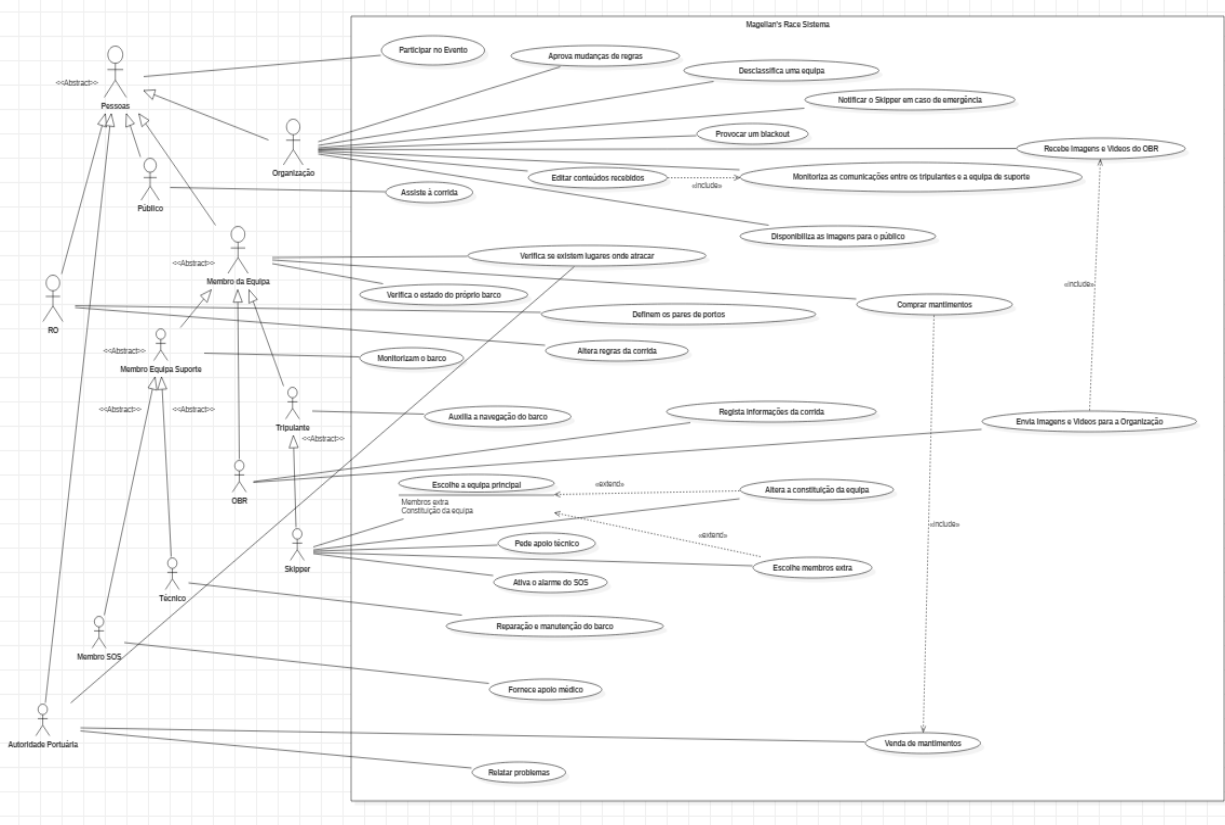 Magellan's Race Sistema
Participar no Evento
Aprova mudanças de regras
Desclassifica uma equipa
<<Abstract>>
Pessoas
Notificar o Skipper em caso de emergência
Provocar um blackout
Organização
Recebe Imagens e Videos do OBR
Editar conteúdos recebidos
«include»
Monitoriza as comunicações entre os tripulantes e a equipa de suporte
Assiste à corrida
Público
Disponibiliza as imagens para o público
<<Abstract>>
Membro da Equipa
Verifica se existem lugares onde atracar
«include»
Verifica o estado do próprio barco
Comprar mantimentos
RO
Definem os pares de portos
<<Abstract>>
Membro Equipa Suporte
Altera regras da corrida
Monitorizam o barco
<<Abstract>>
<<Abstract>>
Tripulante
<<Abstract>>
Auxilia a navegação do barco
Regista informações da corrida
Envia Imagens e Videos para a Organização
OBR
Escolhe a equipa principal
Membros extra
Constituição da equipa
«extend»
Altera a constituição da equipa
«extend»
«include»
Skipper
Pede apoio técnico
Escolhe membros extra
Ativa o alarme do SOS
Técnico
Reparação e manutenção do barco
Membro SOS
Fornece apoio médico
Autoridade Portuária
Venda de mantimentos
Relatar problemas